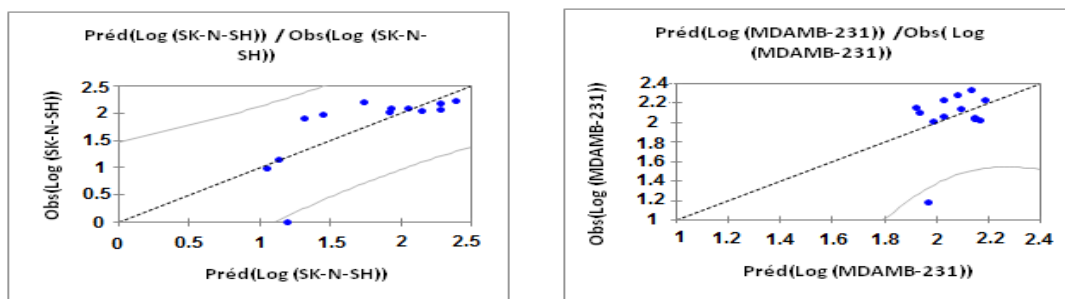 Préd(Log (SK-N-SH)) / Obs(Log (SK-N-
SH))
Obs(Log (SK-N-SH))
2.5
2
1.5
1
0.5
0
0 0.5 1 1.5 2 2.5
Préd(Log (SK-N-SH))
Préd(Log (MDAMB-231)) /Obs( Log
(MDAMB-231))
Obs(Log (MDAMB-231))
2.4
2.2
2
1.8
1.6
1.4
1.2
1
1 1.2 1.4 1.6 1.8 2 2.2 2.4
Préd(Log (MDAMB-231))